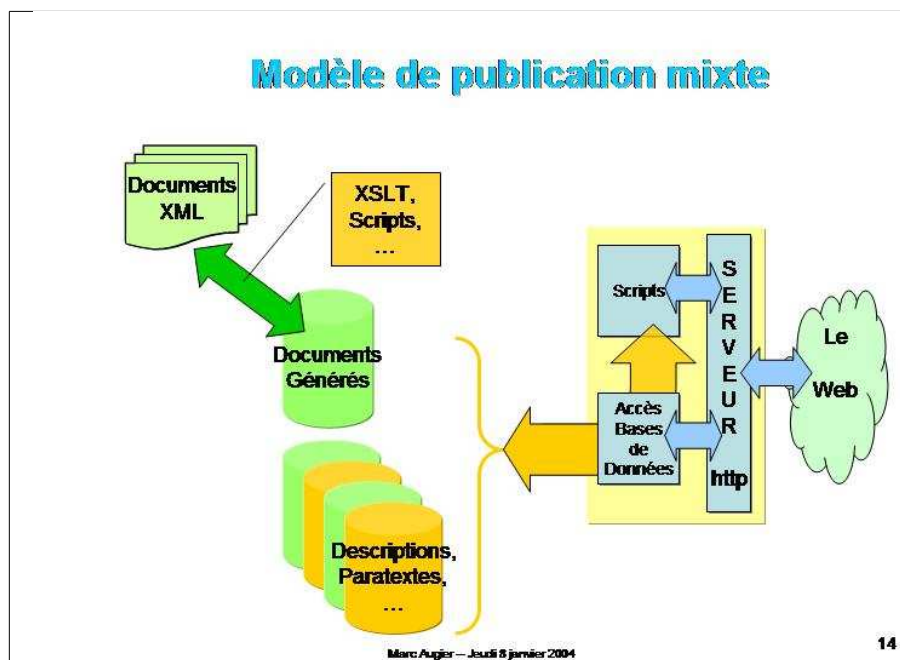 Modèle de publication mixte
Documents
XML
XSLT,
Scripts,
...
Documents
Générés
Descriptions,
Paratextes,
...
Scripts
Accès
Bases
de
Données
S
E
R
V
E
U
R
http
Le
Web
Marc Augier – Jeudi 8 janvier 2004
14